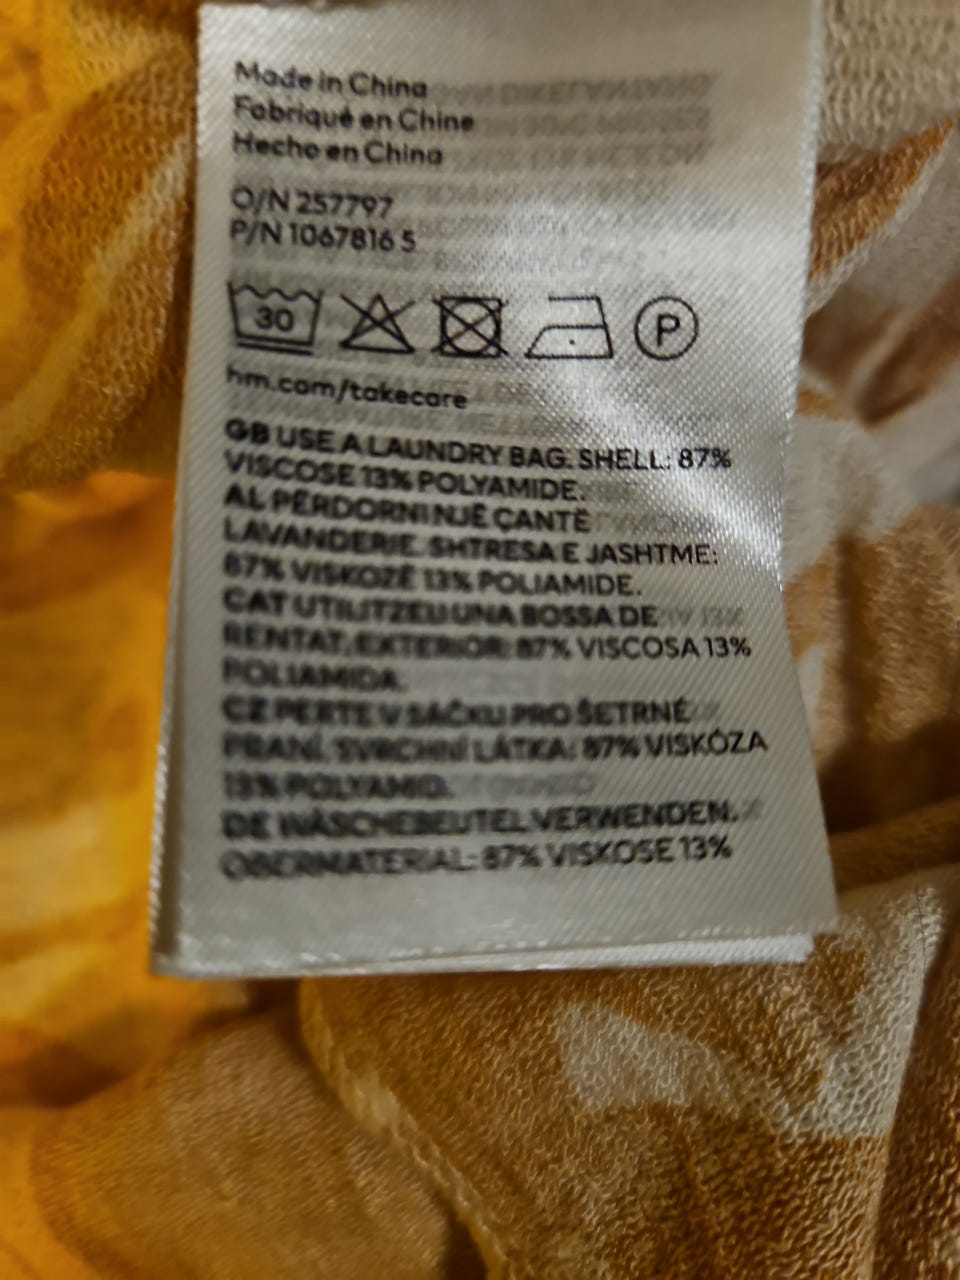 Made in China
Fabriqué en Chine
Hecho en China
O/N 257797
P/N 1067816 5
30
P
hm.com/takecare
GB USE A LAUNDRY BAG. SHELL: 87%
VISCOSE 13% POLYAMIDE.
AL PËRDORNI NJË ÇANTË
LAVANDERIE. SHTRESA E JASHTME:
87% VISKOZË 13% POLIAMIDE.
CAT UTILITZEU UNA BOSSA DE
RENTAT. EXTERIOR: 87% VISCOSA 13%
POLIAMIDA.
CZ PERTE V SÁČKU PRO ŠETRNÉ
PRANÍ. SVRCHNÍ LÁTKA: 87% VISKÓZA
13% POLYAMID.
DE WÄSCHEBEUTEL VERWENDEN.
OBERMATERIAL: 87% VISKOSE 13%